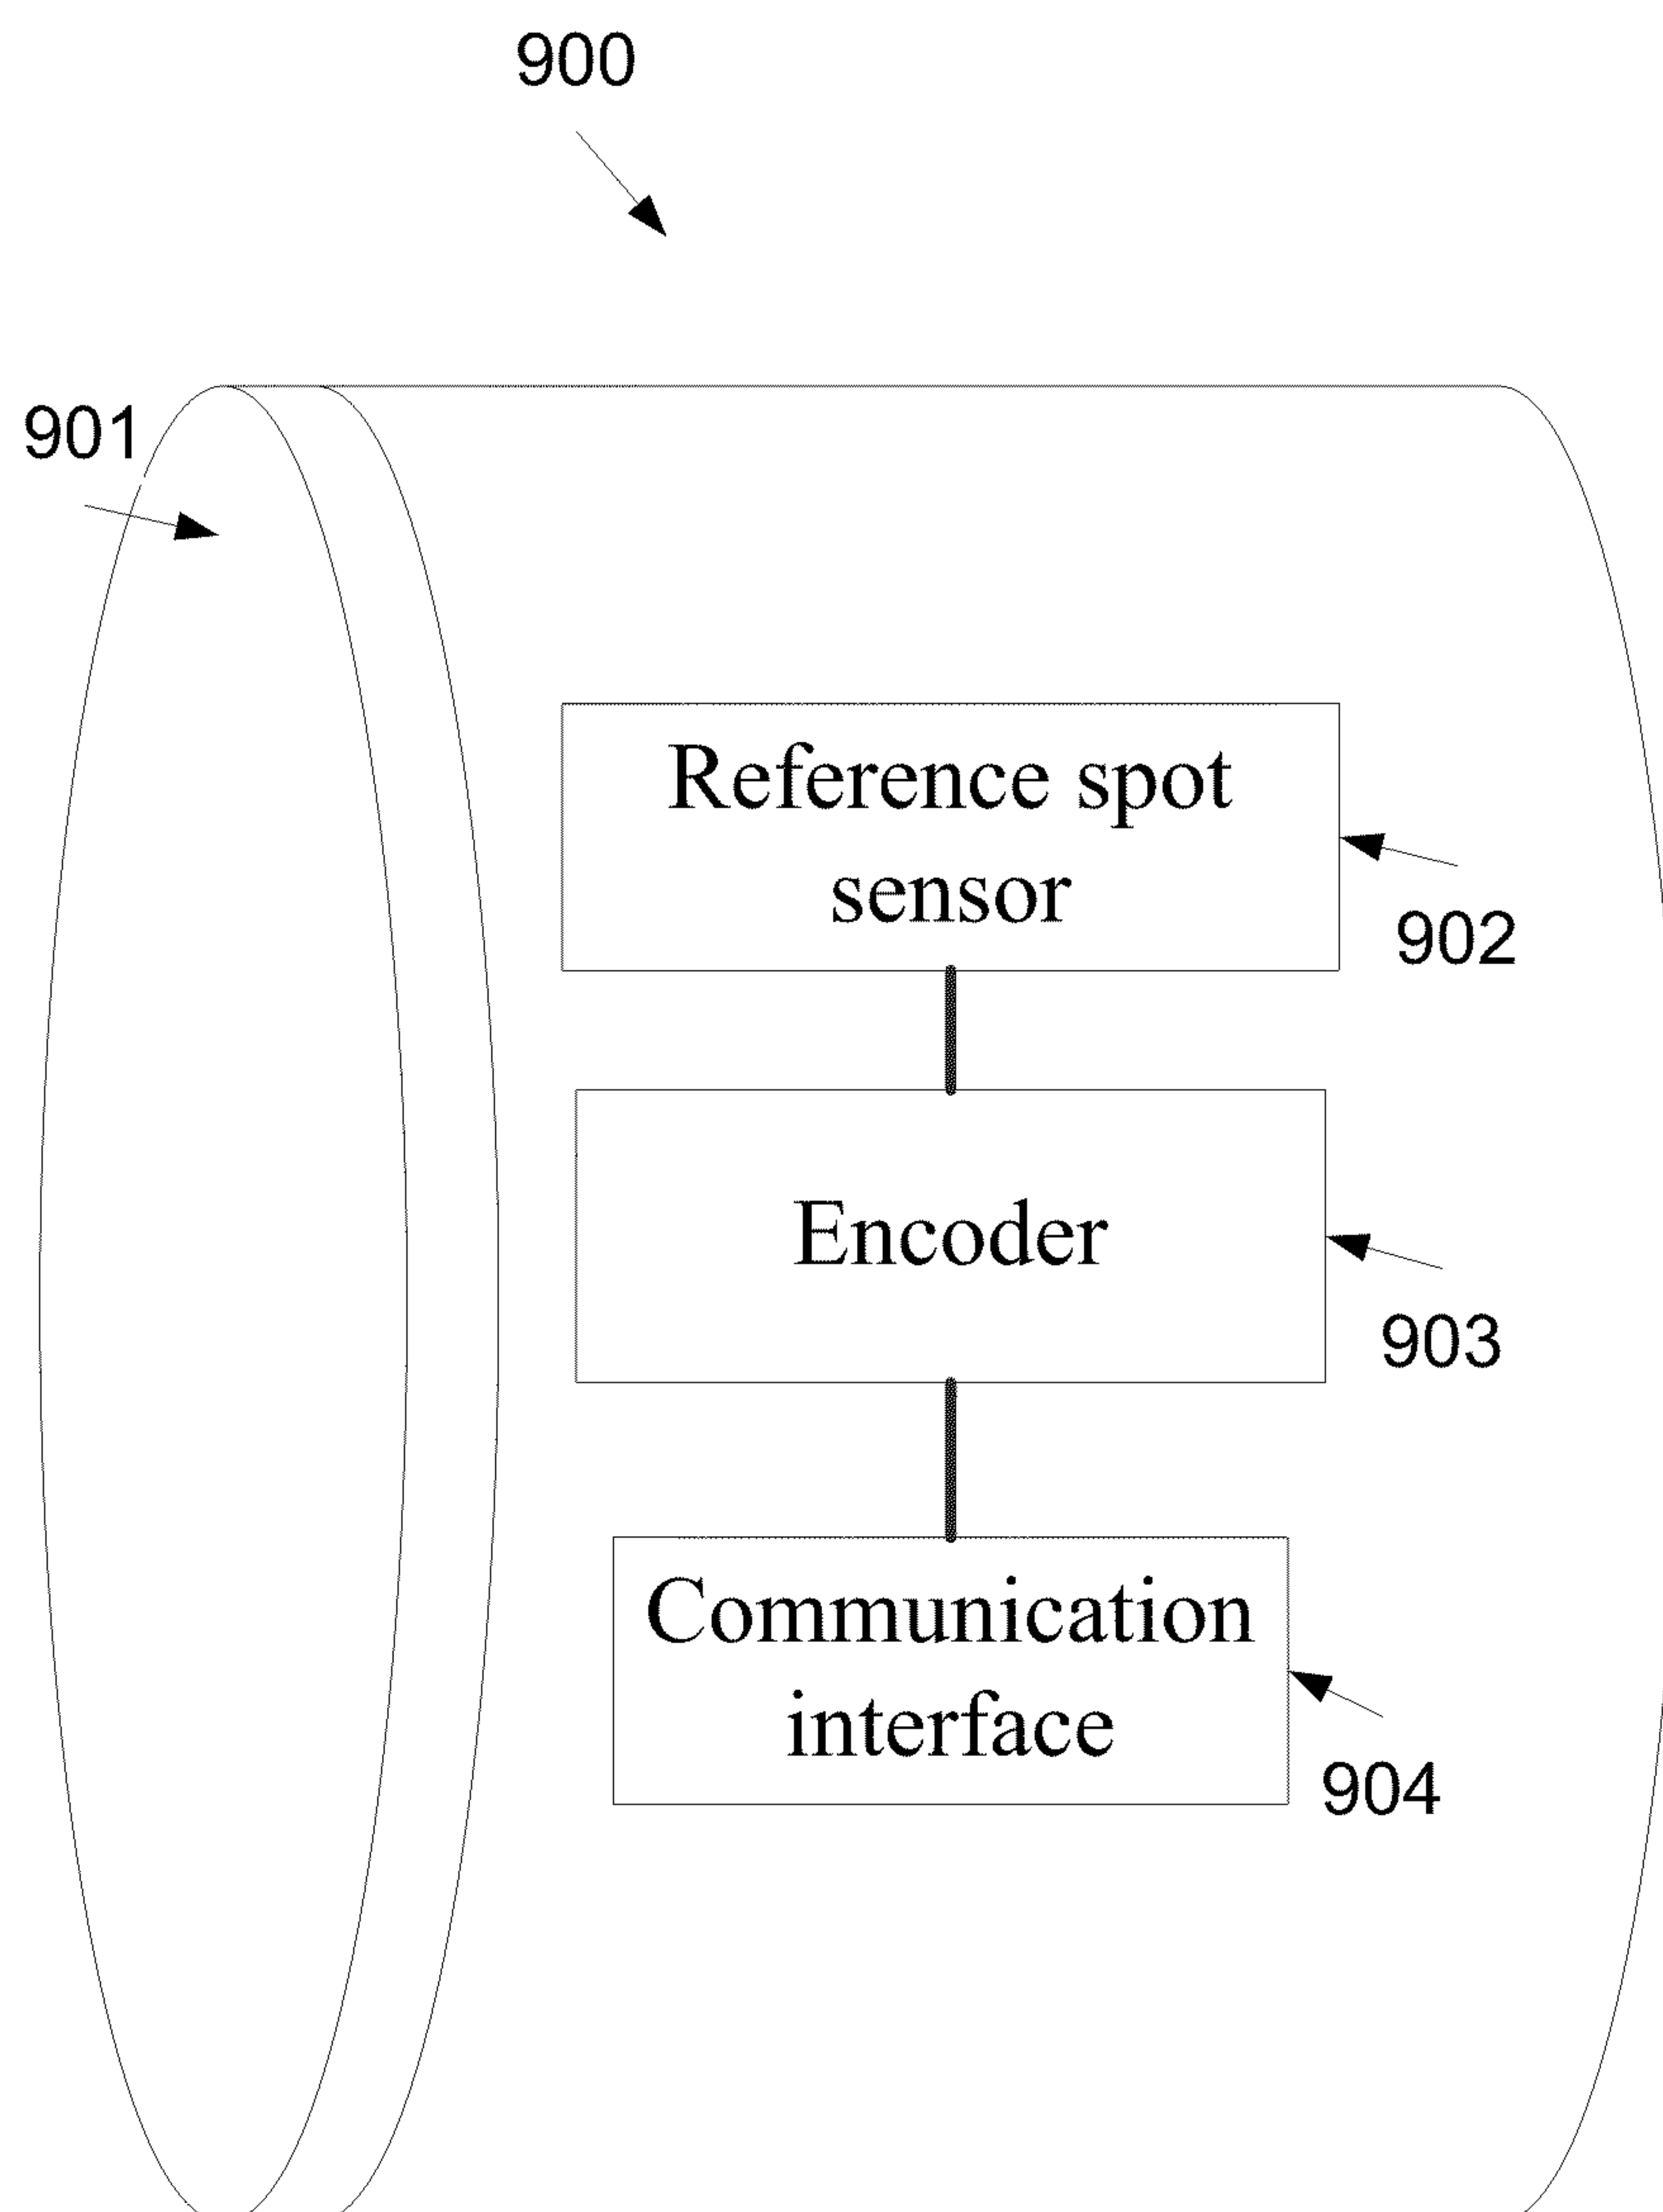 900
901
Reference spot
sensor
902
Encoder
903
Communication
interface
904